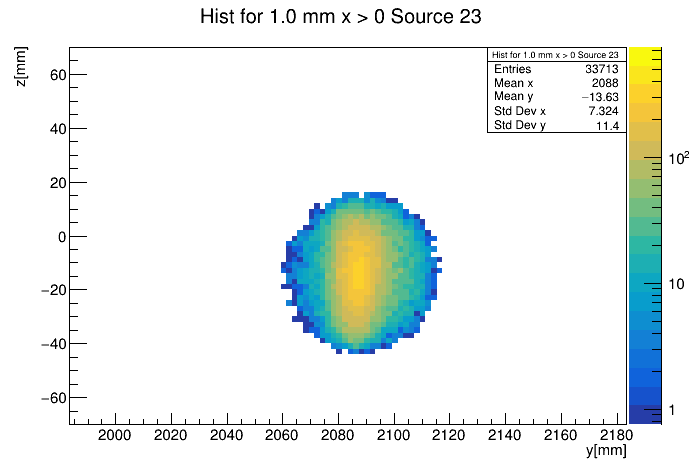 Hist for 1.0 mm x > 0 Source 23
z[mm]
Hist for 1.0 mm x > 0 Source 23
Entries 33713
Mean x 2088
Mean y −13.63
Std Dev x 7.324
Std Dev y 11.4
60
40
20
0
−20
−40
−60
10²
10
1
2000 2020 2040 2060 2080 2100 2120 2140 2160 2180
y[mm]